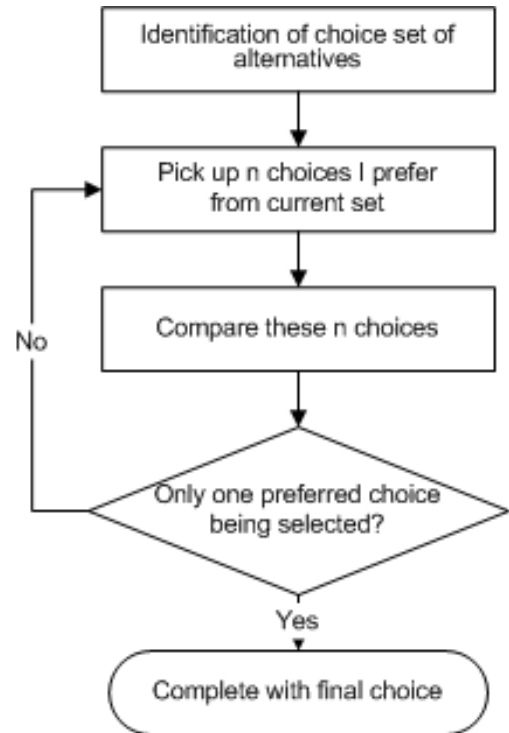 Identification of choice set of
alternatives
Pick up n choices I prefer
from current set
Compare these n choices
No
Only one preferred choice
being selected?
Yes
Complete with final choice